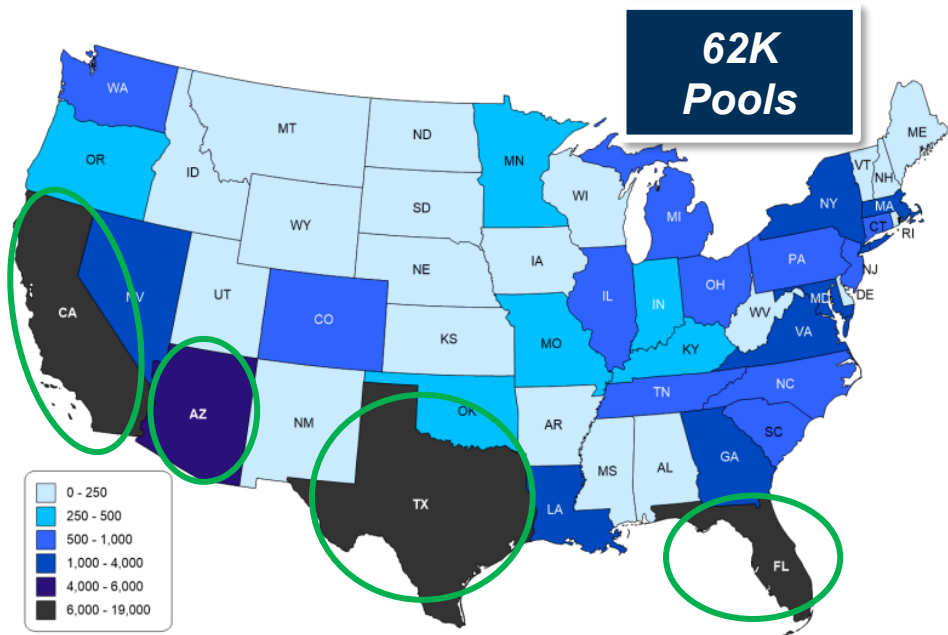 62K
Pools
WA
MT
ND
MN
ME
OR
ID
WY
SD
WI
MI
NY
VT
NH
MA
CT
RI
CA
NV
UT
CO
NE
IA
IL
IN
OH
PA
NJ
DE
MD
WV
VA
KS
MO
KY
AZ
NM
OK
AR
TN
NC
SC
TX
LA
MS
AL
GA
FL
0 - 250
250 - 500
500 - 1,000
1,000 - 4,000
4,000 - 6,000
6,000 - 19,000